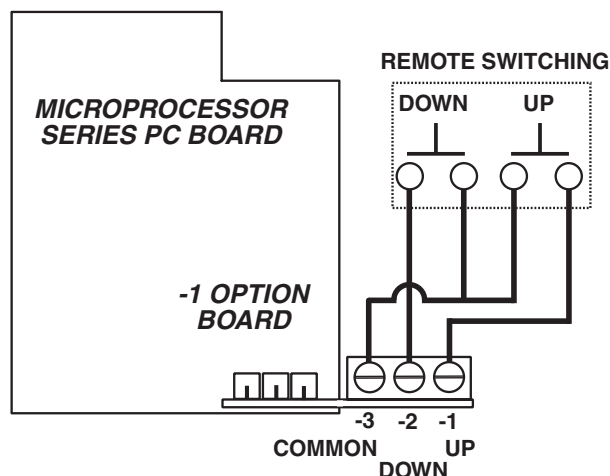 REMOTE SWITCHING
DOWN UP
MICROPROCESSOR
SERIES PC BOARD
-1 OPTION
BOARD
-3 -2 -1
COMMON UP
DOWN